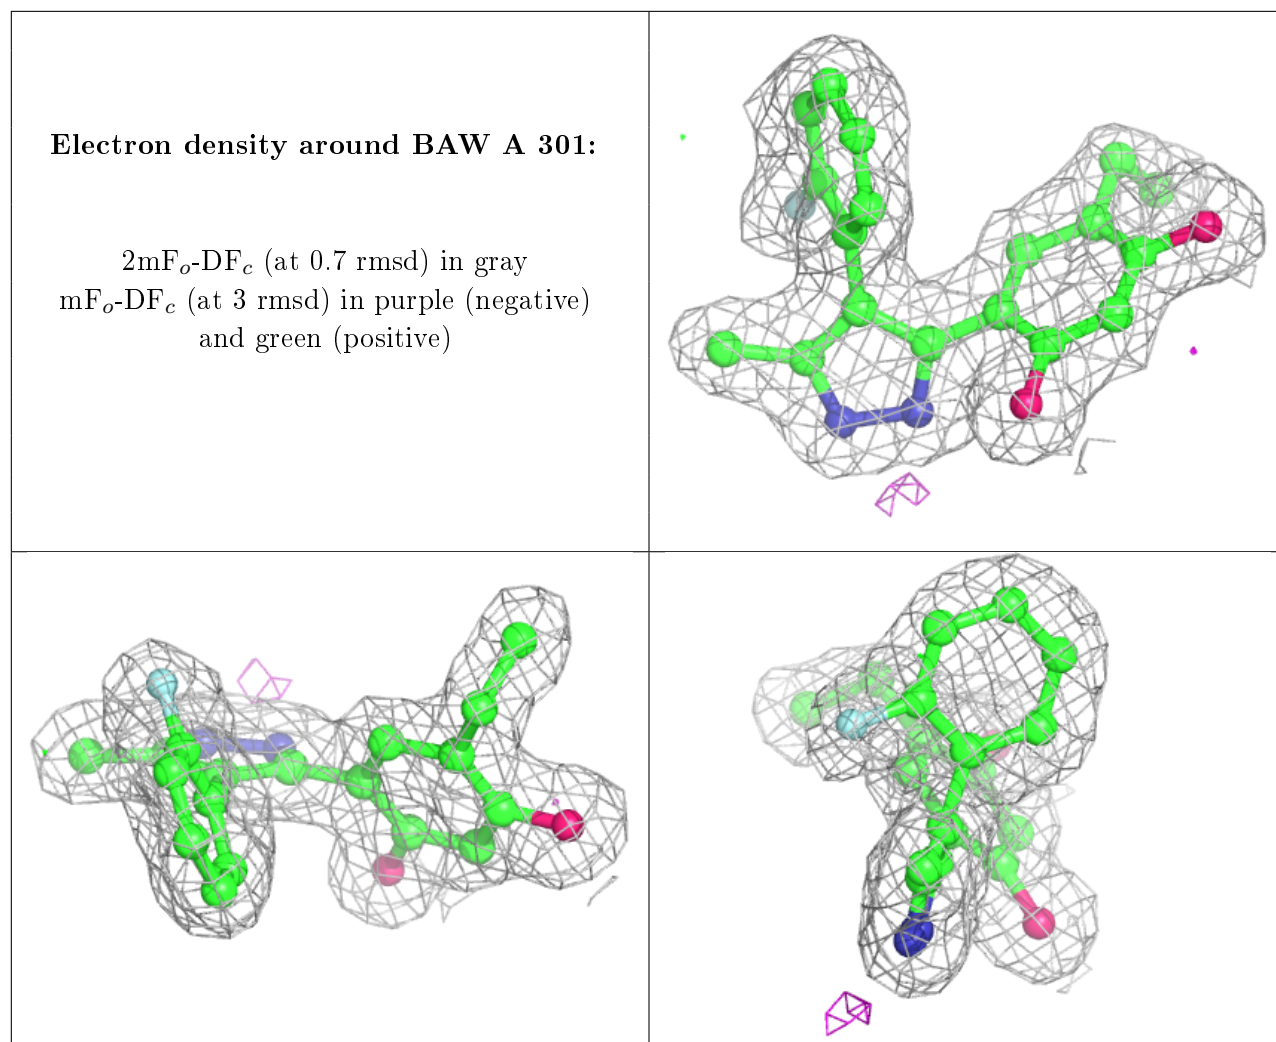 Electron density around BAW A 301:
2mFₒ-DF𝒸 (at 0.7 rmsd) in gray
mFₒ-DF𝒸 (at 3 rmsd) in purple (negative)
and green (positive)